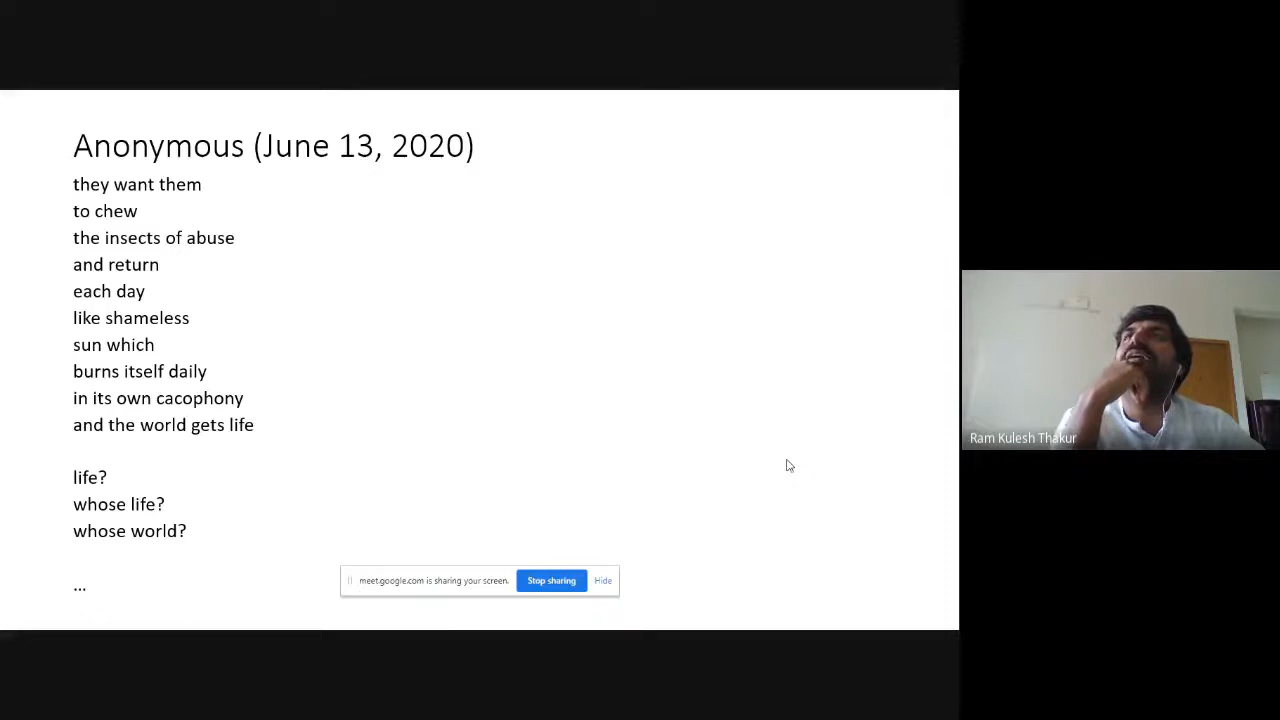 Anonymous (June 13, 2020)
they want them
to chew
the insects of abuse
and return
each day
like shameless
sun which
burns itself daily
in its own cacophony
and the world gets life
life?
whose life?
whose world?
...
meet.google.com is sharing your screen.
Stop sharing
Hide
Ram Kulesh Thakur